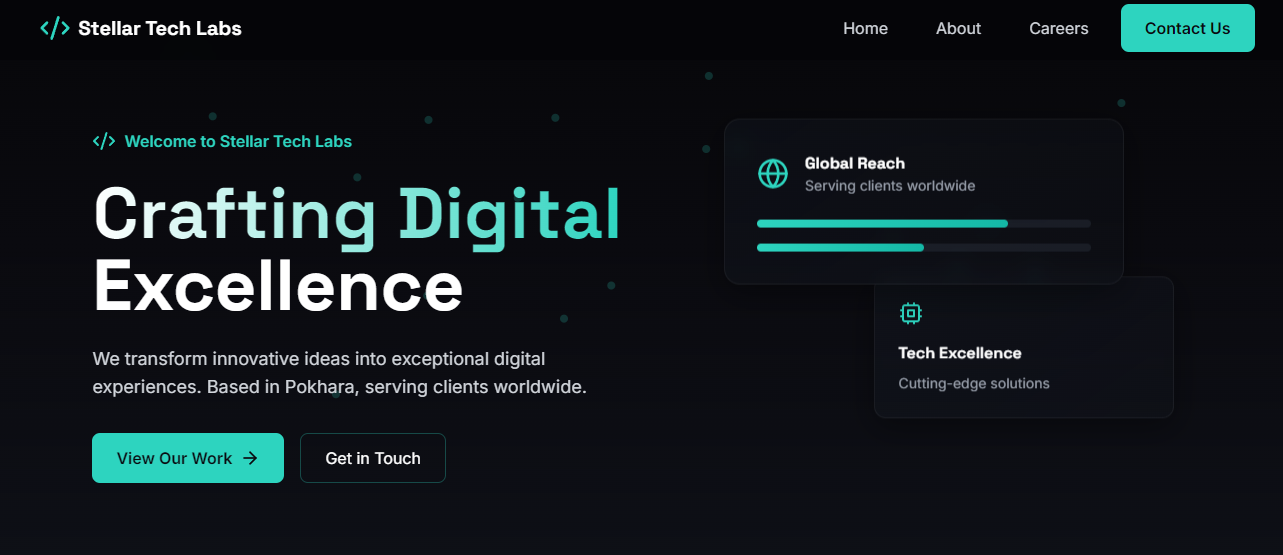 Stellar Tech Labs
Home
About
Careers
Contact Us
Welcome to Stellar Tech Labs
Crafting Digital
Excellence
We transform innovative ideas into exceptional digital
experiences. Based in Pokhara, serving clients worldwide.
View Our Work
Get in Touch
Global Reach
Serving clients worldwide
Tech Excellence
Cutting-edge solutions